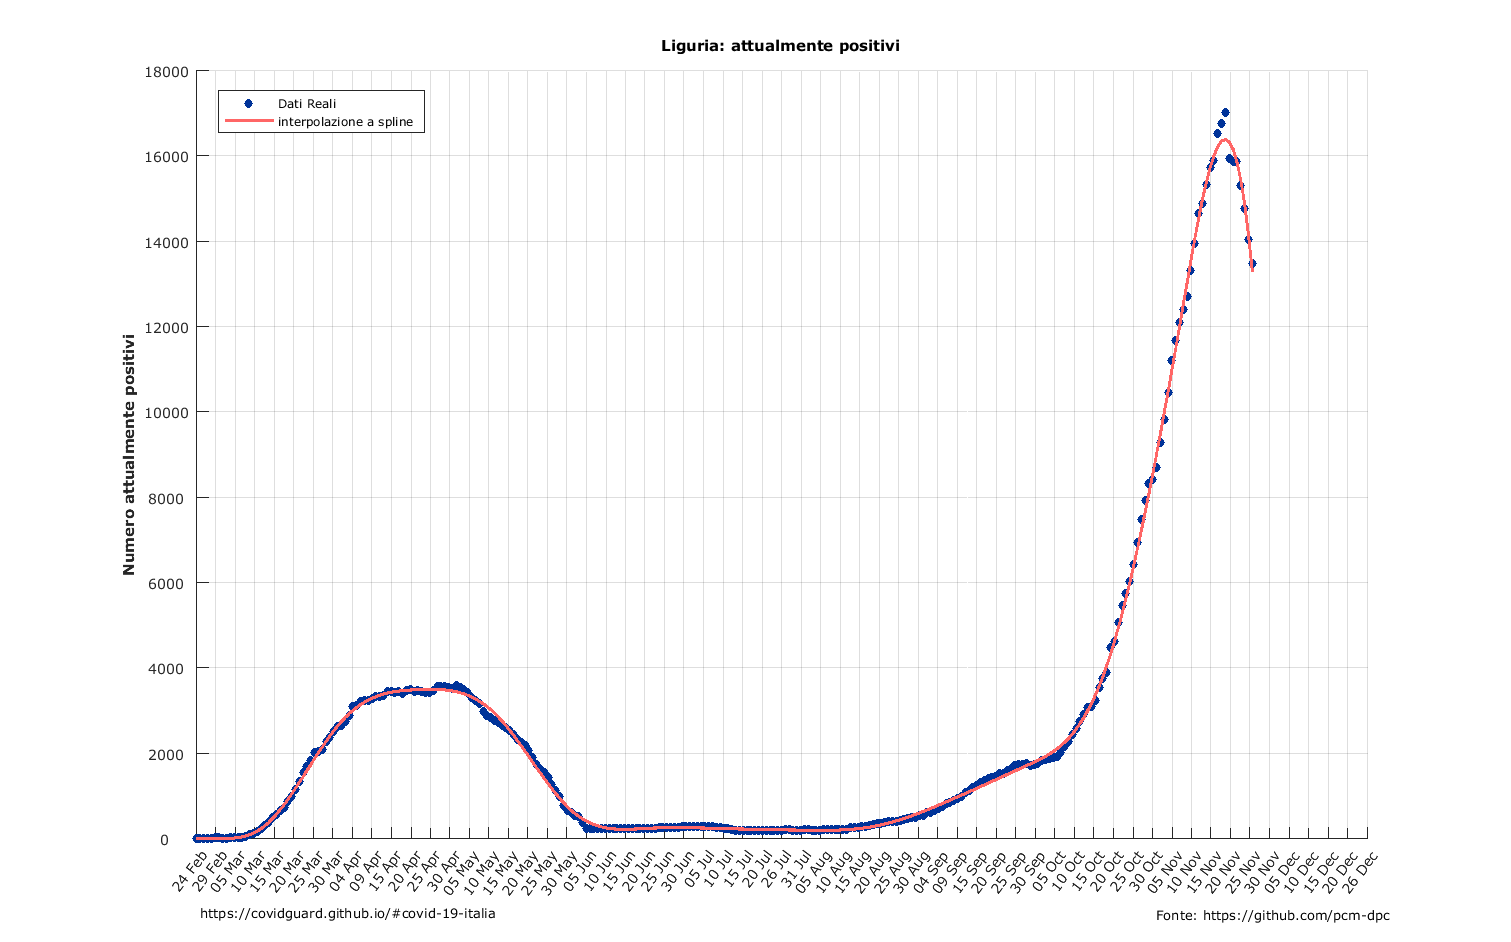 Liguria: attualmente positivi
Dati Reali
interpolazione a spline
Numero attualmente positivi
18000
16000
14000
12000
10000
8000
6000
4000
2000
0
24 Feb
29 Feb
05 Mar
10 Mar
15 Mar
20 Mar
25 Mar
30 Mar
04 Apr
09 Apr
15 Apr
20 Apr
25 Apr
30 Apr
05 May
10 May
15 May
20 May
25 May
30 May
05 Jun
10 Jun
15 Jun
20 Jun
25 Jun
30 Jun
05 Jul
10 Jul
15 Jul
20 Jul
26 Jul
31 Jul
05 Aug
10 Aug
15 Aug
20 Aug
25 Aug
30 Aug
04 Sep
09 Sep
15 Sep
20 Sep
25 Sep
30 Sep
05 Oct
10 Oct
15 Oct
20 Oct
25 Oct
30 Oct
05 Nov
10 Nov
15 Nov
20 Nov
25 Nov
30 Nov
05 Dec
10 Dec
15 Dec
20 Dec
26 Dec
https://covidguard.github.io/#covid-19-italia
Fonte: https://github.com/pcm-dpc